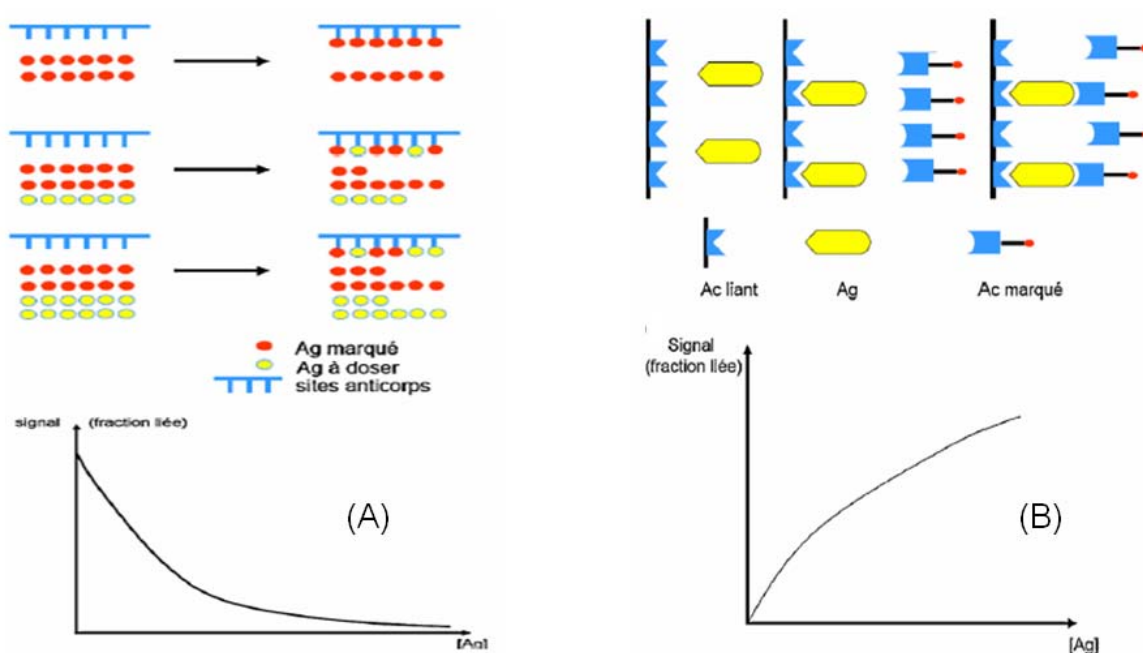 Ag marqué
Ag à doser
sites anticorps
signal (fraction liée)
(A)
[Ag]
Ac liant Ag Ac marqué
Signal
(fraction liée)
(B)
[Ag]